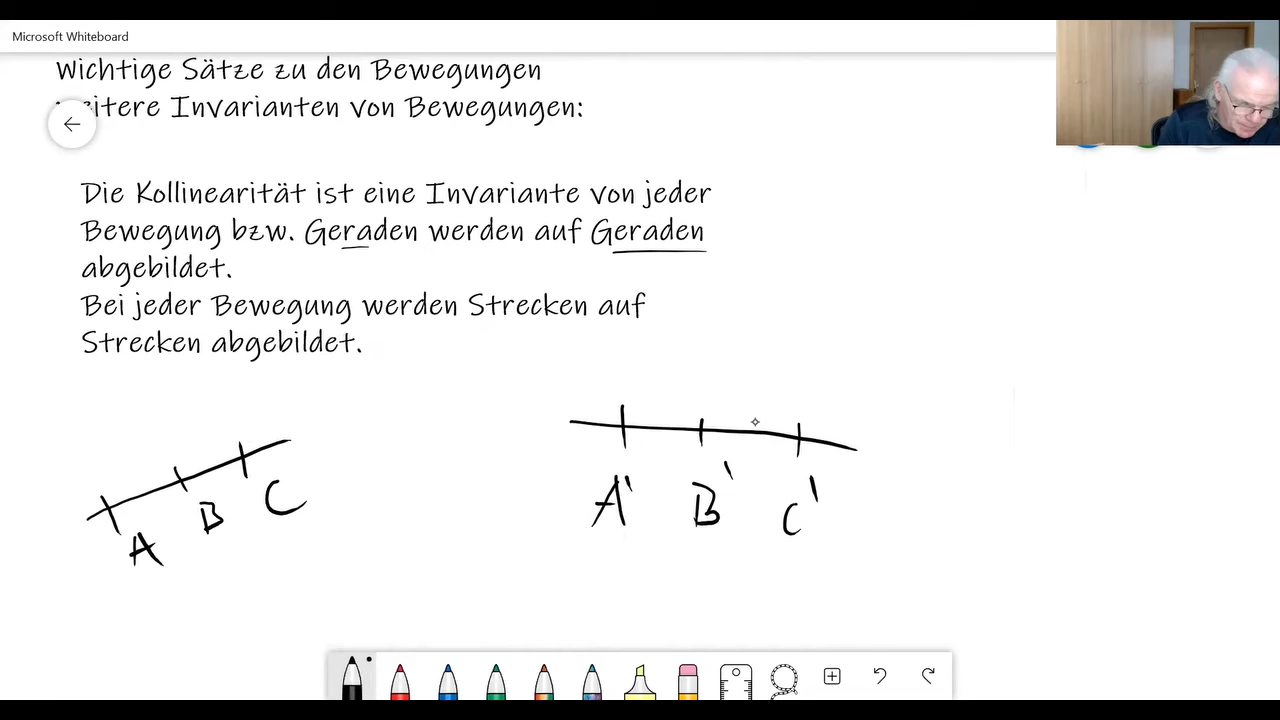 Microsoft Whiteboard
Wichtige Sätze zu den Bewegungen
weitere Invarianten von Bewegungen:
Die Kollinearität ist eine Invariante von jeder
Bewegung bzw. Geraden werden auf Geraden
abgebildet.
Bei jeder Bewegung werden Strecken auf
Strecken abgebildet.
A B C
A' B' C'